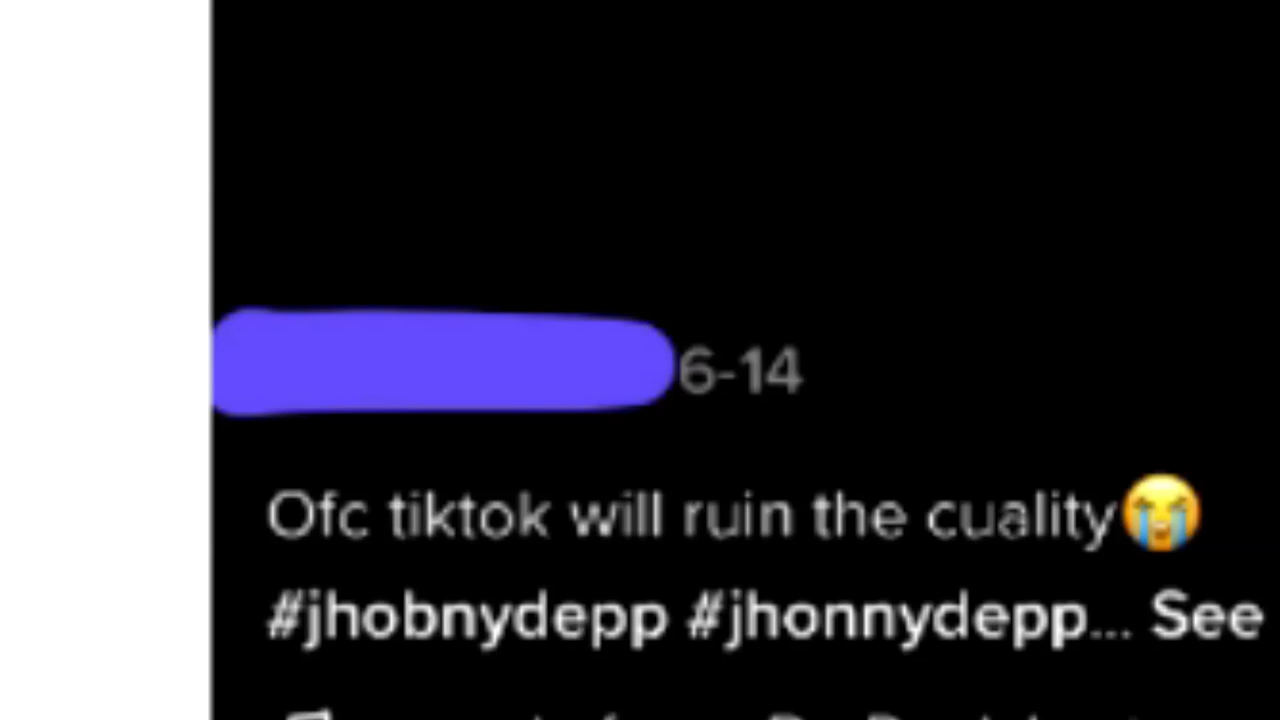 6-14
Ofc tiktok will ruin the cuality😭
#jhobnydepp #jhonnydepp... See